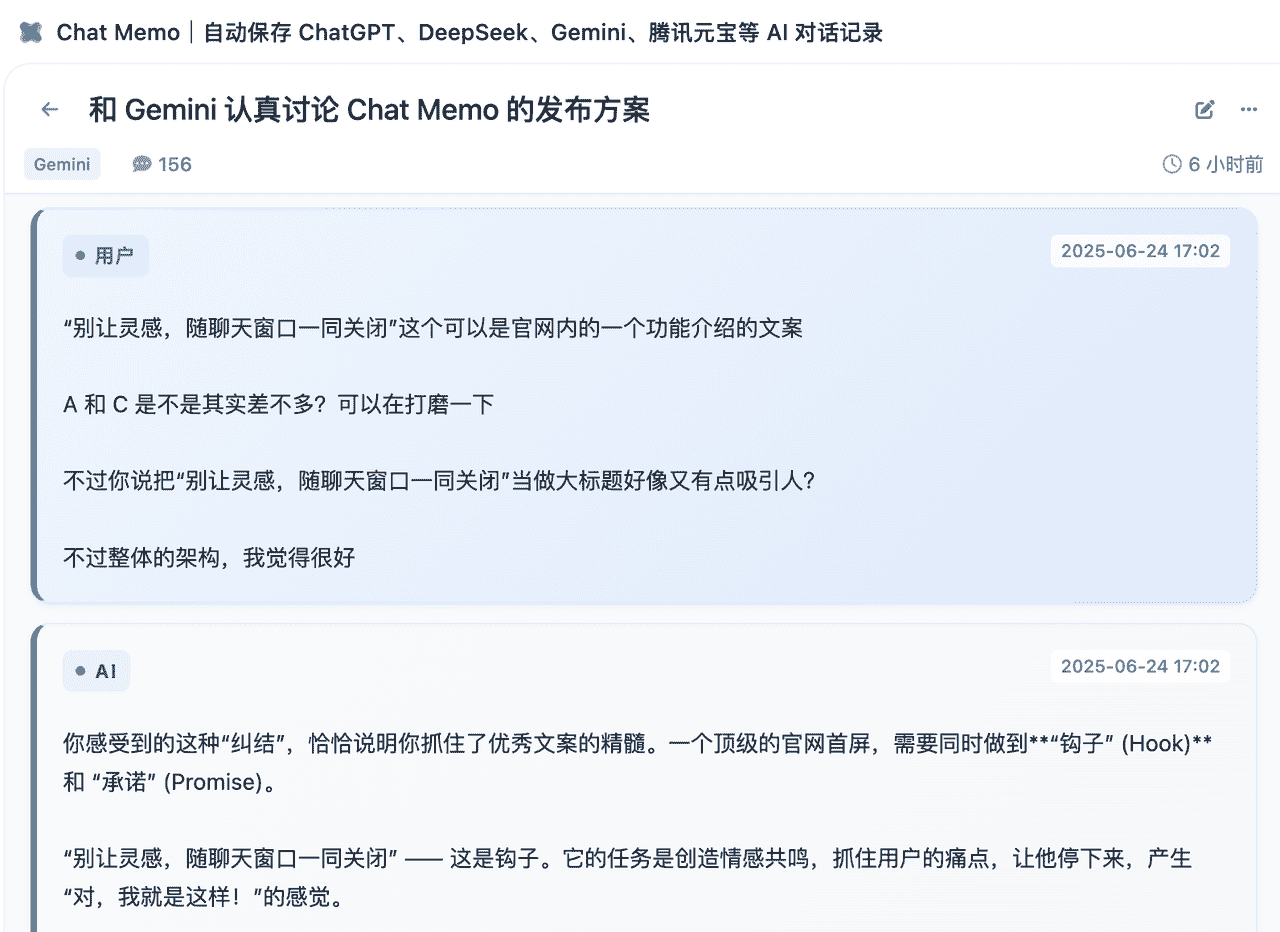 Chat Memo｜自动保存 ChatGPT、DeepSeek、Gemini、腾讯元宝等 AI 对话记录
和 Gemini 认真讨论 Chat Memo 的发布方案
Gemini 156 6 小时前
用户 2025-06-24 17:02
“别让灵感，随聊天窗口一同关闭”这个可以是官网内的一个功能介绍的文案
A 和 C 是不是其实差不多？可以在打磨一下
不过你说把“别让灵感，随聊天窗口一同关闭”当做大标题好像又有点吸引人？
不过整体的架构，我觉得很好
AI 2025-06-24 17:02
你感受到的这种“纠结”，恰恰说明你抓住了优秀文案的精髓。一个顶级的官网首屏，需要同时做到**“钩子” (Hook)**
和 “承诺” (Promise)。
“别让灵感，随聊天窗口一同关闭” —— 这是钩子。它的任务是创造情感共鸣，抓住用户的痛点，让他停下来，产生
“对，我就是这样！”的感觉。